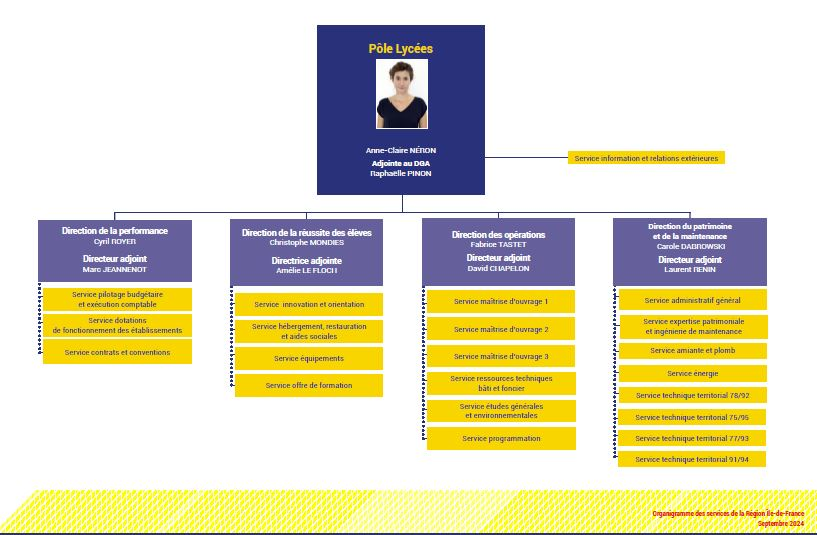 Pôle Lycées
Anne-Claire NÉRON
Adjointe au DGA
Raphaëlle PINON
Service information et relations extérieures
Direction de la performance
Cyril ROYER
Directeur adjoint
Marc JEANNENOT
Service pilotage budgétaire
et exécution comptable
Service dotations
de fonctionnement des établissements
Service contrats et conventions
Direction de la réussite des élèves
Christophe MONDIES
Directrice adjointe
Amélie LE FLOCH
Service innovation et orientation
Service hébergement, restauration
et aides sociales
Service équipements
Service offre de formation
Direction des opérations
Fabrice TASTET
Directeur adjoint
David CHAPELON
Service maîtrise d'ouvrage 1
Service maîtrise d'ouvrage 2
Service maîtrise d'ouvrage 3
Service ressources techniques
bâti et foncier
Service études générales
et environnementales
Service programmation
Direction du patrimoine
et de la maintenance
Carole DABROWSKI
Directeur adjoint
Laurent RENIN
Service administratif général
Service expertise patrimoniale
et ingénierie de maintenance
Service amiante et plomb
Service énergie
Service technique territorial 78/92
Service technique territorial 75/95
Service technique territorial 77/93
Service technique territorial 91/94
Organigramme des services de la Région Île-de-France
Septembre 2024